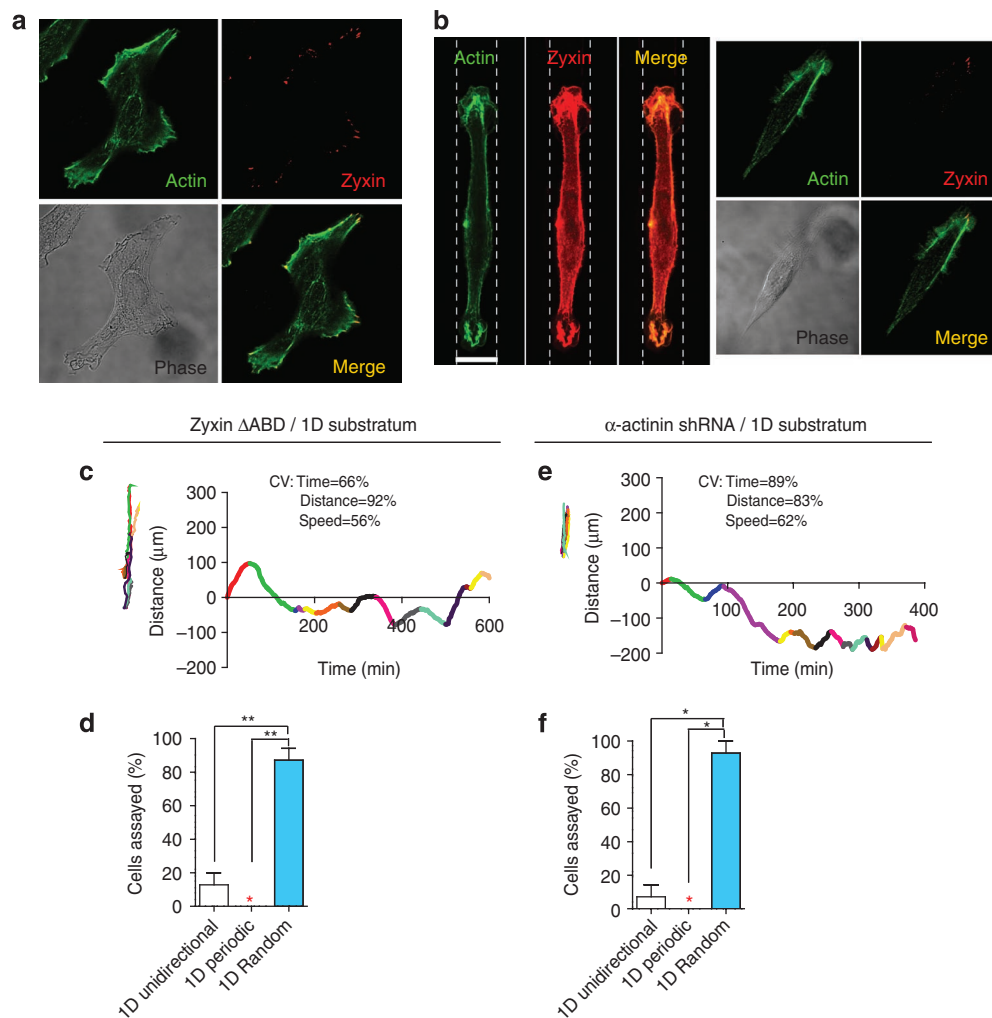 a
Actin
Zyxin
Phase
Merge
b
Actin
Zyxin
Merge
Actin
Zyxin
Phase
Merge
Zyxin ΔABD / 1D substratum
c
CV: Time=66%
Distance=92%
Speed=56%
Distance (μm)
300
200
100
0
−100
−200
200
400
600
Time (min)
α-actinin shRNA / 1D substratum
e
CV: Time=89%
Distance=83%
Speed=62%
Distance (μm)
300
200
100
0
−100
−200
100
200
300
400
Time (min)
d
Cells assayed (%)
100
80
60
40
20
0
**
**
*
1D unidirectional
1D periodic
1D Random
f
Cells assayed (%)
100
80
60
40
20
0
*
*
*
1D unidirectional
1D periodic
1D Random